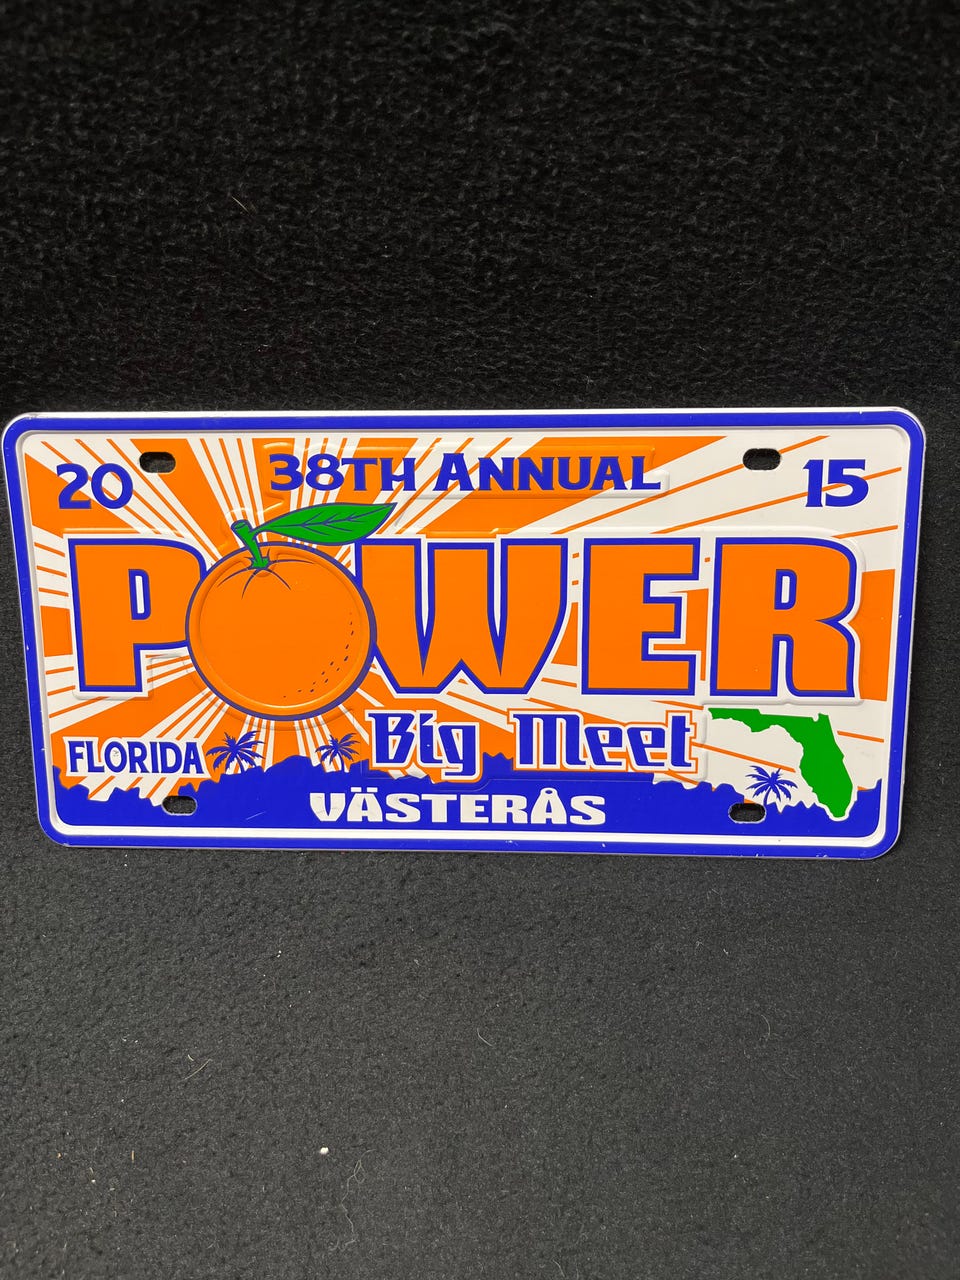 20 38TH ANNUAL 15
POWER
Big Meet
FLORIDA
VÄSTERÅS